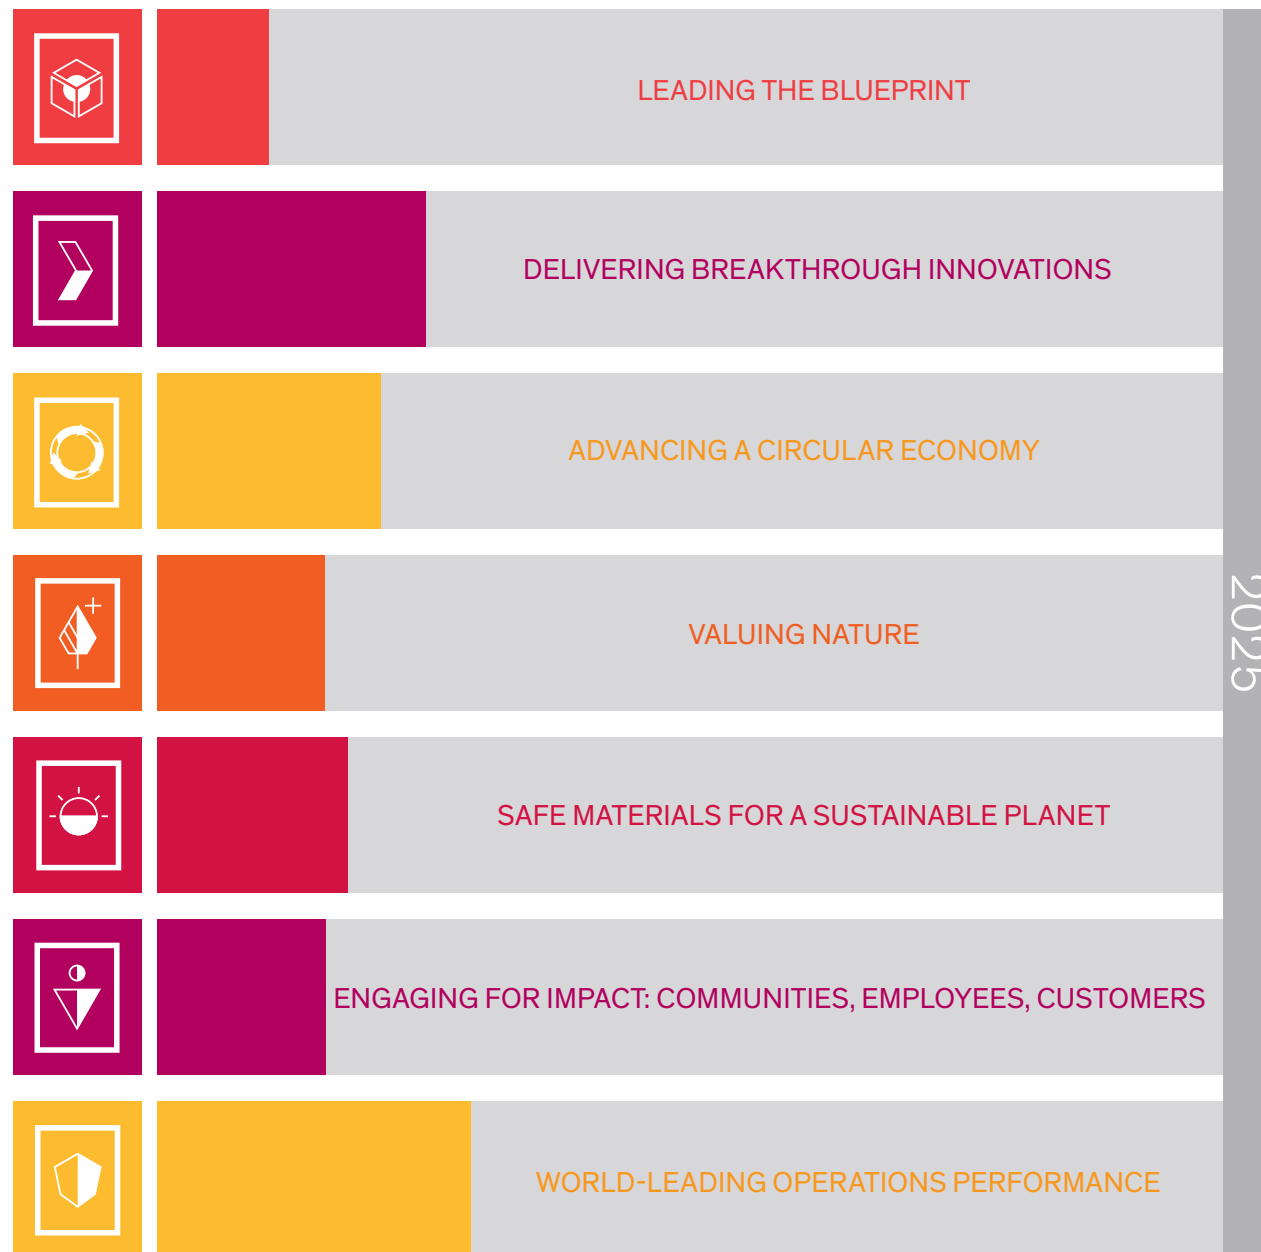 LEADING THE BLUEPRINT
DELIVERING BREAKTHROUGH INNOVATIONS
ADVANCING A CIRCULAR ECONOMY
VALUING NATURE
2025
SAFE MATERIALS FOR A SUSTAINABLE PLANET
ENGAGING FOR IMPACT: COMMUNITIES, EMPLOYEES, CUSTOMERS
WORLD-LEADING OPERATIONS PERFORMANCE